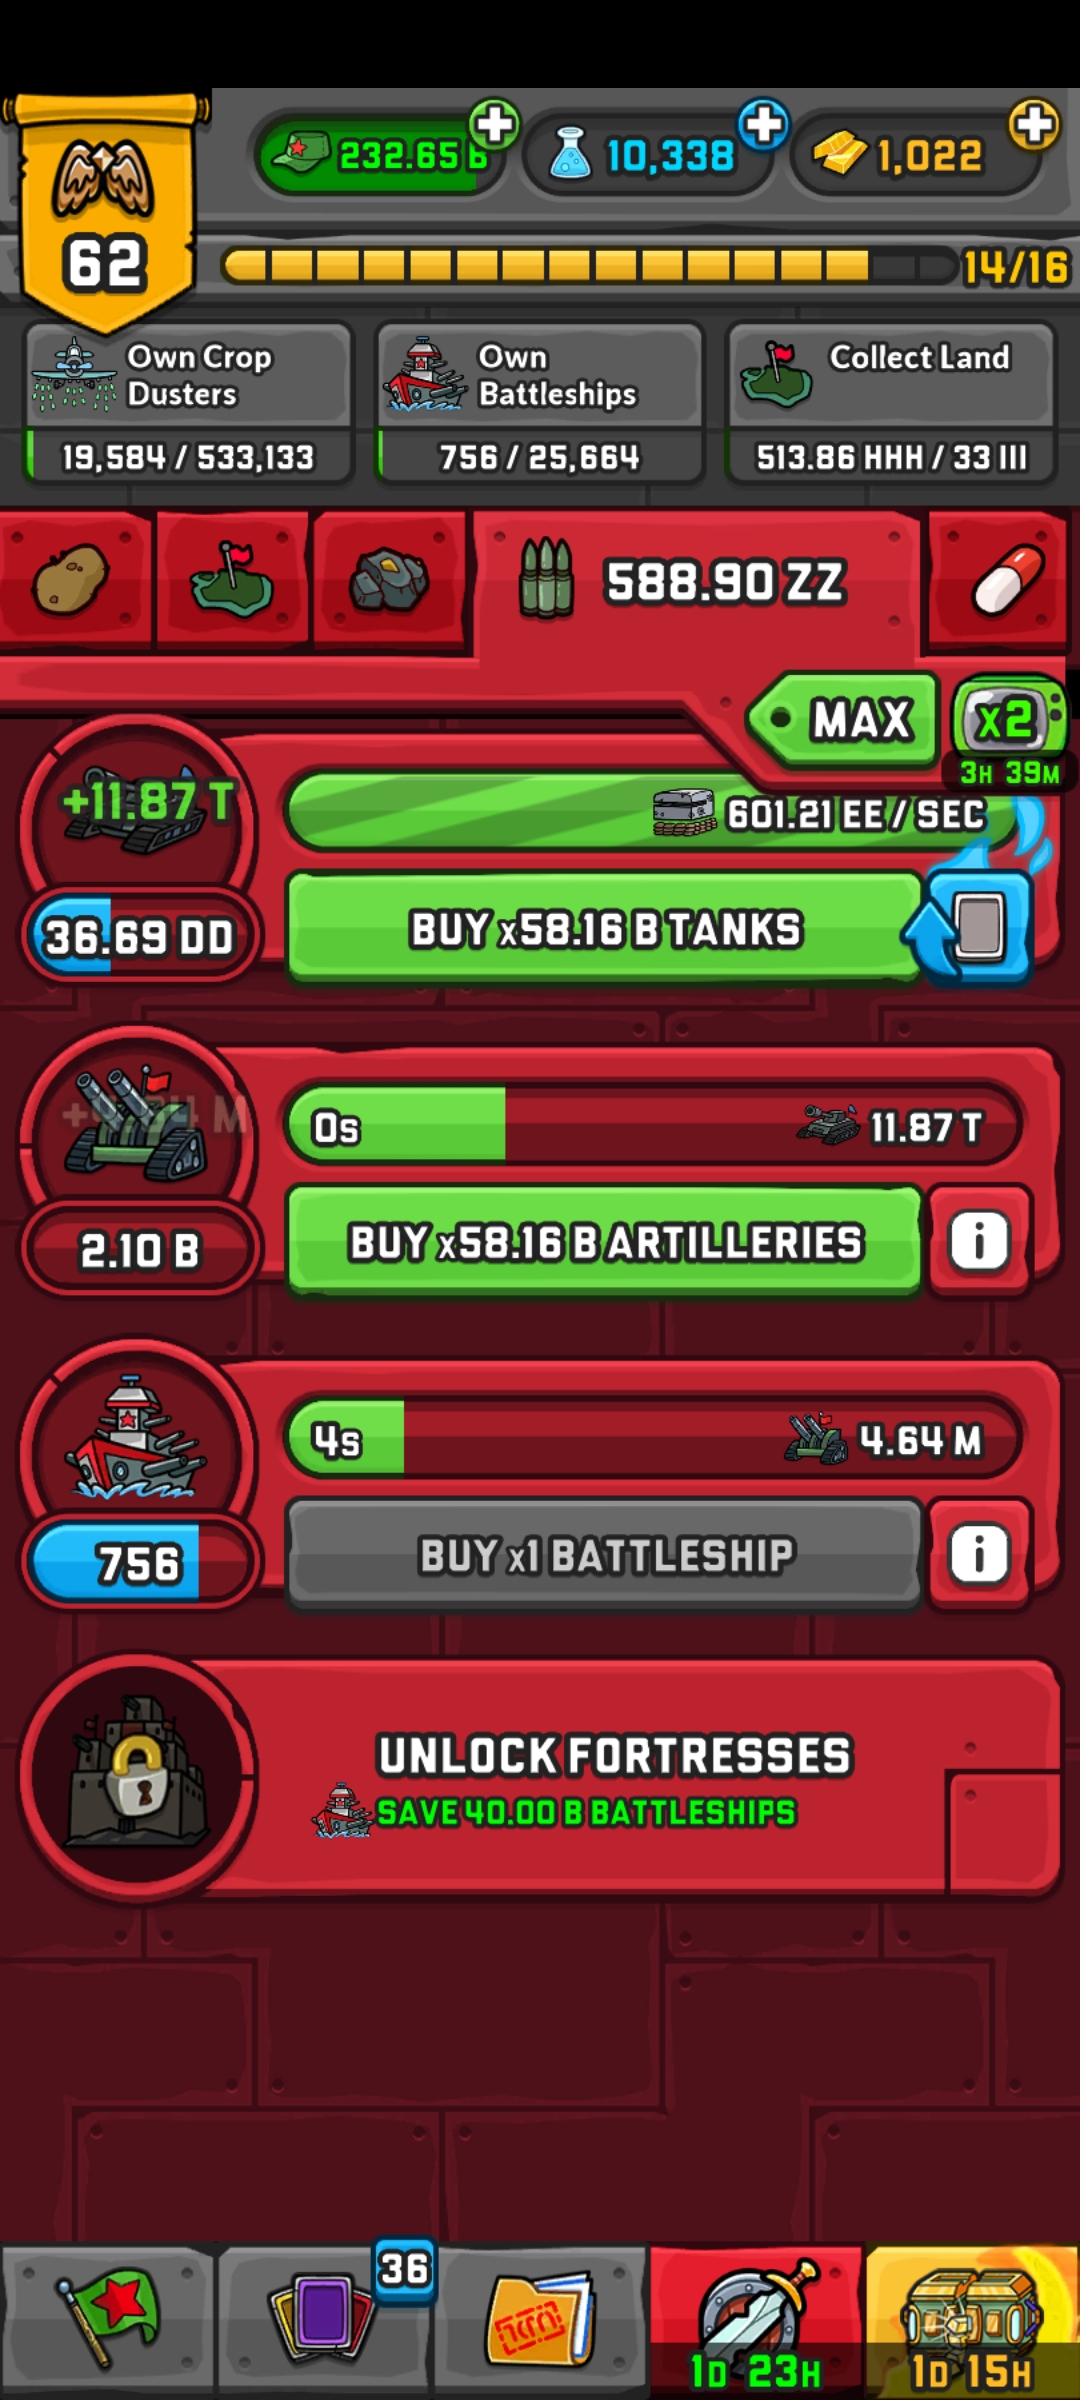 62
232.65 B
10,338
1,022
14/16
Own Crop
Dusters
19,584 / 533,133
Own
Battleships
756 / 25,664
Collect Land
513.86 HHH / 33 III
588.90 ZZ
MAX
x2
3H 39M
+11.87 T
601.21 EE / SEC
36.69 DD
BUY x58.16 B TANKS
0s
11.87 T
2.10 B
BUY x58.16 B ARTILLERIES
i
4s
4.64 M
756
BUY x1 BATTLESHIP
i
UNLOCK FORTRESSES
SAVE 40.00 B BATTLESHIPS
36
1D 23H
1D 15H